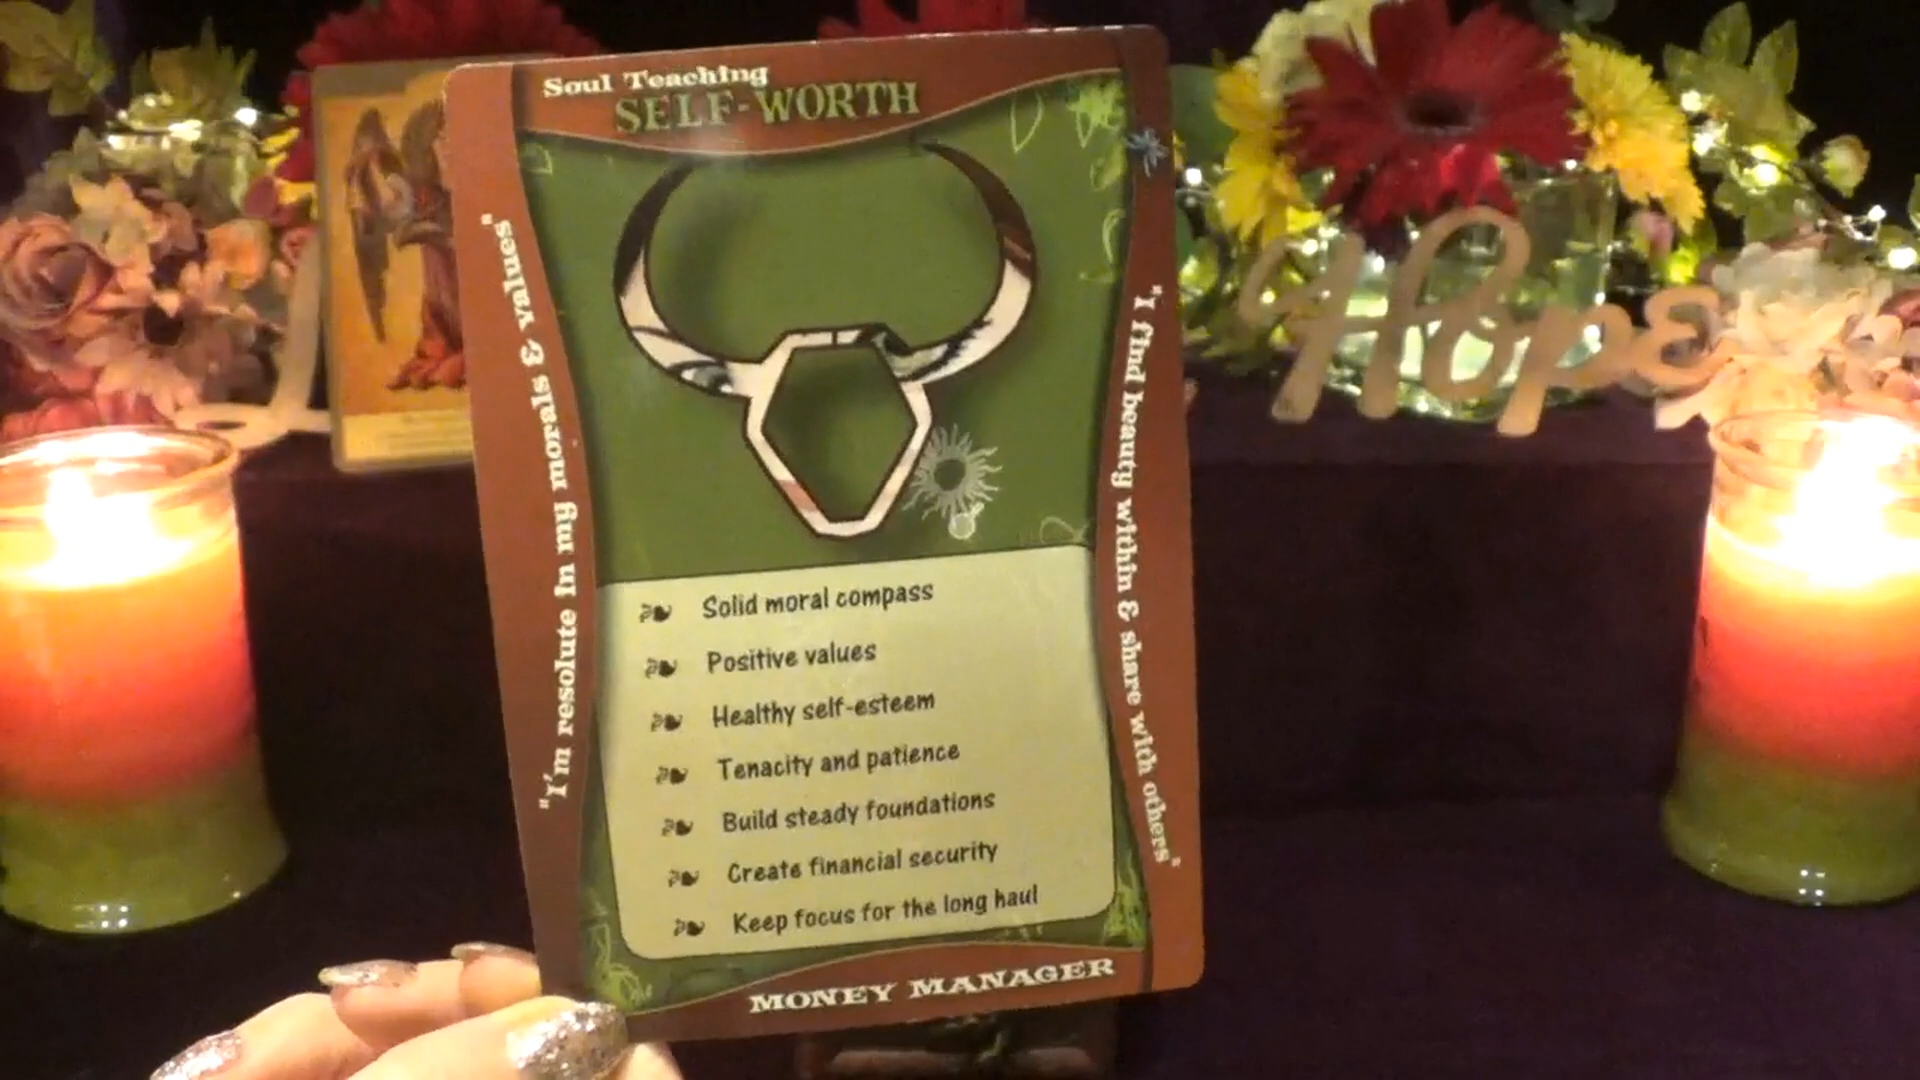 Soul Teaching
SELF-WORTH
"I'm resolute in my morals & values"
"I find beauty within & share with others"
Solid moral compass
Positive values
Healthy self-esteem
Tenacity and patience
Build steady foundations
Create financial security
Keep focus for the long haul
MONEY MANAGER
Hope